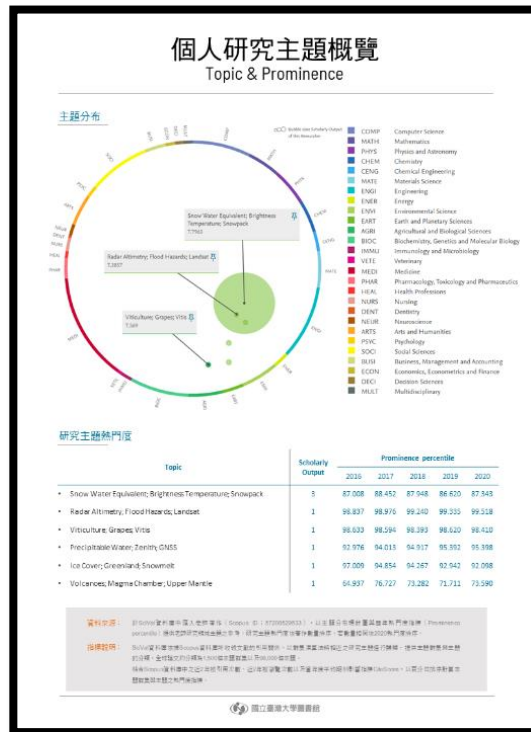 個人研究主題概覽
Topic & Prominence
主題分布
Bubble size: Scholarly Output
of the Researcher
COMP Computer Science
MATH Mathematics
PHYS Physics and Astronomy
CHEM Chemistry
CENG Chemical Engineering
MATE Materials Science
ENGI Engineering
ENER Energy
ENVI Environmental Science
EART Earth and Planetary Sciences
AGRI Agricultural and Biological Sciences
BIOC Biochemistry, Genetics and Molecular Biology
IMMU Immunology and Microbiology
VETE Veterinary
MEDI Medicine
PHAR Pharmacology, Toxicology and Pharmaceutics
HEAL Health Professions
NURS Nursing
DENT Dentistry
NEUR Neuroscience
ARTS Arts and Humanities
PSYC Psychology
SOCI Social Sciences
BUSI Business, Management and Accounting
ECON Economics, Econometrics and Finance
DECI Decision Sciences
MULT Multidisciplinary
Snow Water Equivalent; Brightness
Temperature; Snowpack
Radar Altimetry; Flood Hazards; Landsat
Viticulture; Grapes; Vitis
研究主題熱門度
Topic Scholarly Output Prominence percentile
2016 2017 2018 2019 2020
• Snow Water Equivalent; Brightness Temperature; Snowpack 3 87.008 88.452 87.948 86.620 87.343
• Radar Altimetry; Flood Hazards; Landsat 1 98.837 98.976 99.240 99.335 99.518
• Viticulture; Grapes; Vitis 1 98.633 98.594 98.393 98.620 98.410
• Precipitable Water; Zenith; GNSS 1 92.976 94.013 94.917 95.392 95.398
• Ice Cover; Greenland; Snowmelt 1 97.009 94.854 94.267 92.942 92.098
• Volcanoes; Magma Chamber; Upper Mantle 1 64.937 76.727 73.282 71.711 73.590
資料來源：
指標說明：
國立臺灣大學圖書館